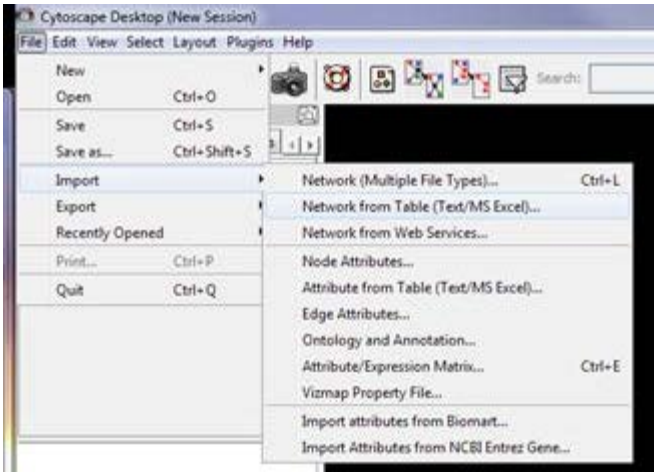 Cytoscape Desktop (New Session)
File Edit View Select Layout Plugins Help
New
Open Ctrl+O
Save Ctrl+S
Save as... Ctrl+Shift+S
Import
Export
Recently Opened
Print... Ctrl+P
Quit Ctrl+Q
Search:
Network (Multiple File Types)... Ctrl+L
Network from Table (Text/MS Excel)...
Network from Web Services...
Node Attributes...
Attribute from Table (Text/MS Excel)...
Edge Attributes...
Ontology and Annotation...
Attribute/Expression Matrix... Ctrl+E
Vizmap Property File...
Import attributes from Biomart...
Import Attributes from NCBI Entrez Gene...